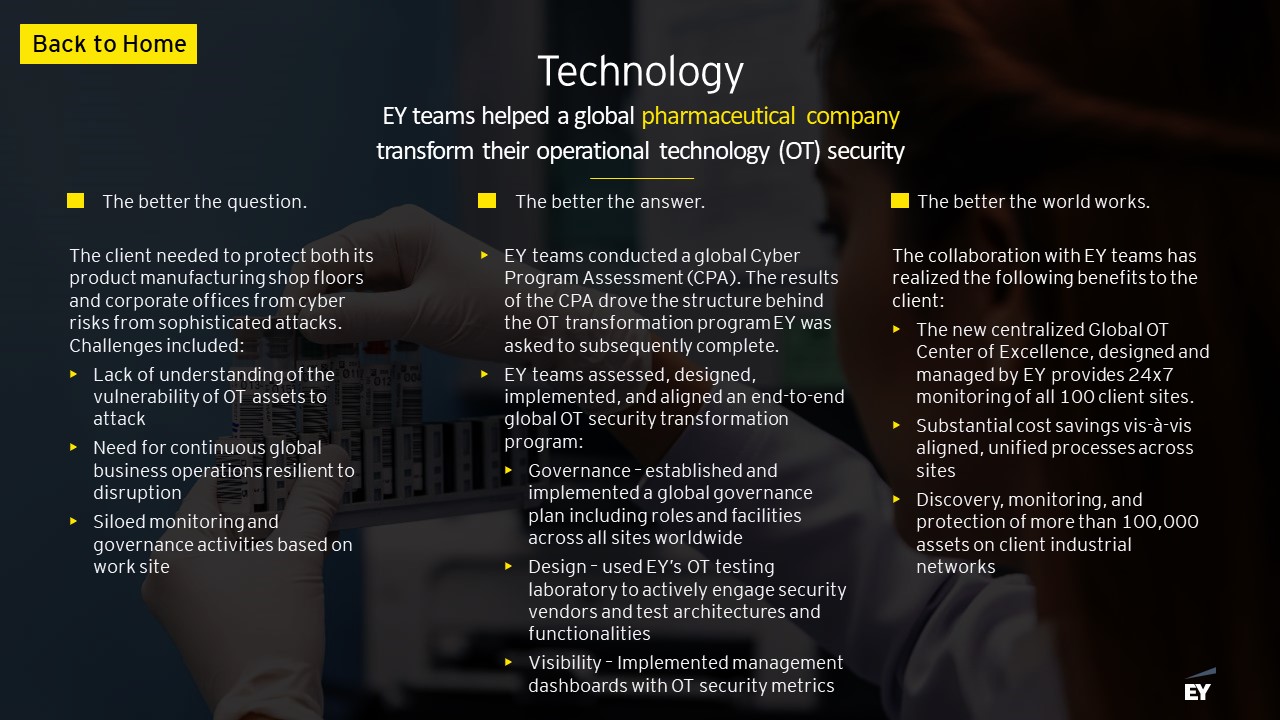 Back to Home
Technology
EY teams helped a global pharmaceutical company
transform their operational technology (OT) security
The better the question.
The client needed to protect both its
product manufacturing shop floors
and corporate offices from cyber
risks from sophisticated attacks.
Challenges included:
Lack of understanding of the
vulnerability of OT assets to
attack
Need for continuous global
business operations resilient to
disruption
Siloed monitoring and
governance activities based on
work site
The better the answer.
EY teams conducted a global Cyber
Program Assessment (CPA). The results
of the CPA drove the structure behind
the OT transformation program EY was
asked to subsequently complete.
EY teams assessed, designed,
implemented, and aligned an end-to-end
global OT security transformation
program:
Governance – established and
implemented a global governance
plan including roles and facilities
across all sites worldwide
Design – used EY’s OT testing
laboratory to actively engage security
vendors and test architectures and
functionalities
Visibility – Implemented management
dashboards with OT security metrics
The better the world works.
The collaboration with EY teams has
realized the following benefits to the
client:
The new centralized Global OT
Center of Excellence, designed and
managed by EY provides 24x7
monitoring of all 100 client sites.
Substantial cost savings vis-à-vis
aligned, unified processes across
sites
Discovery, monitoring, and
protection of more than 100,000
assets on client industrial
networks
EY